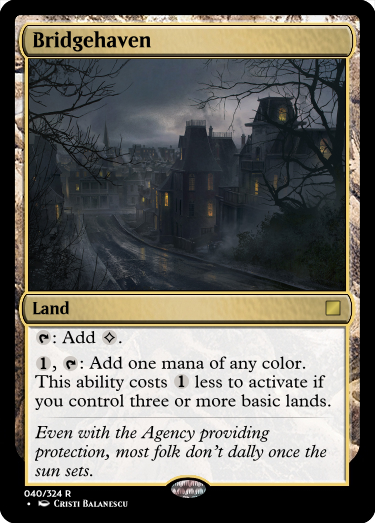 Bridgehaven
Land
: Add .
1, : Add one mana of any color.
This ability costs 1 less to activate if
you control three or more basic lands.
Even with the Agency providing
protection, most folk don't dally once the
sun sets.
040/324 R
• Cristi Balanescu